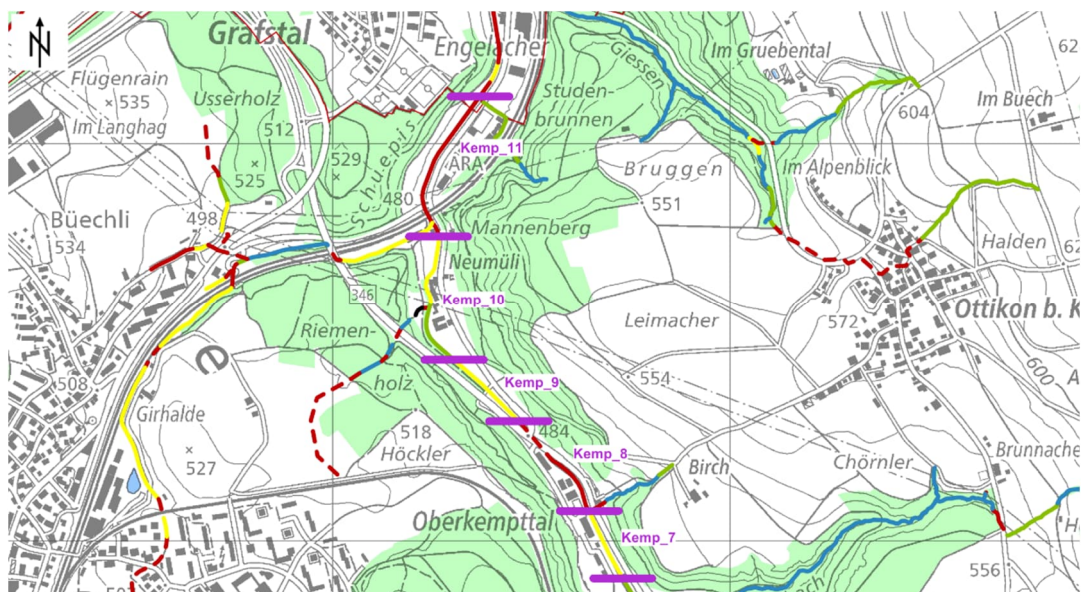 N
Grafstal
Engelacher
Giessen
Im Gruebental
Flügenrain
535
Usserholz
Studen-
brunnen
604
Im Buech
Im Langhag
512
529
Schüepis
Kemp_11
ARA
Im Alpenblick
525
Bruggen
480
551
Büechli
498
534
Mannenberg
Halden
Neumüli
346
Kemp_10
Ottikon b. K
Riemen-
holz
Leimacher
572
e
508
Kemp_9
554
600
A
Girhalde
518
484
Höckler
527
Kemp_8
Birch
Chörnler
Brunnache
Oberkempttal
Kemp_7
H
556
ach